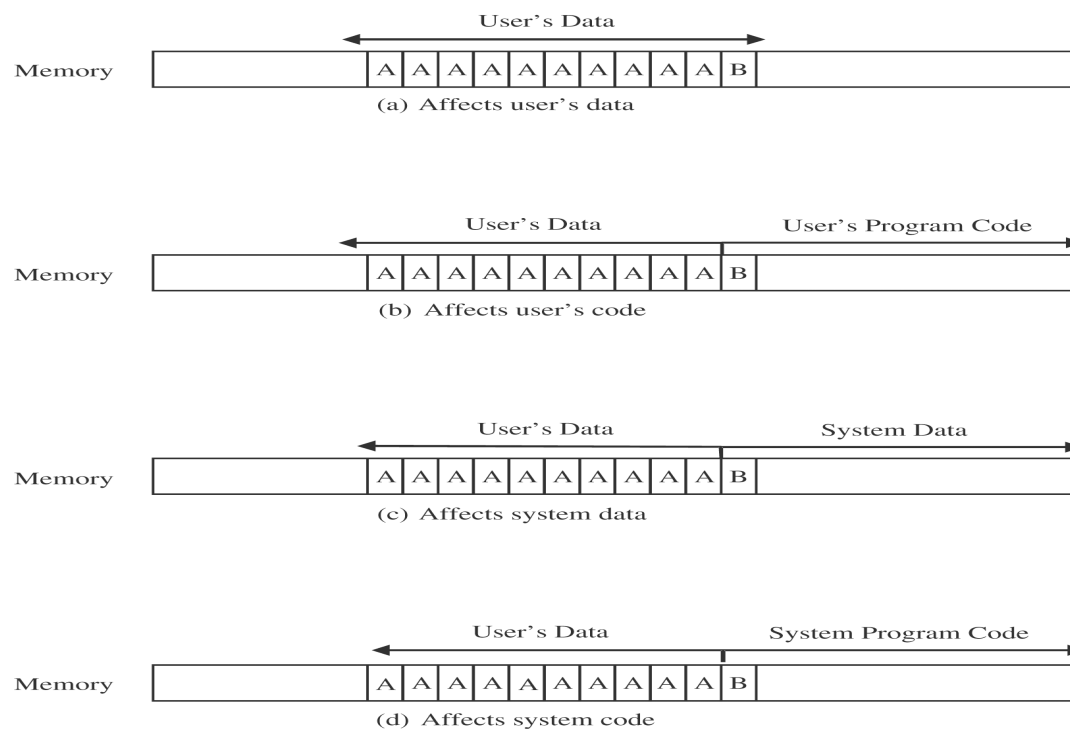 User's Data
Memory A A A A A A A A A A B
(a) Affects user's data
User's Data User's Program Code
Memory A A A A A A A A A A B
(b) Affects user's code
User's Data System Data
Memory A A A A A A A A A A B
(c) Affects system data
User's Data System Program Code
Memory A A A A A A A A A A B
(d) Affects system code